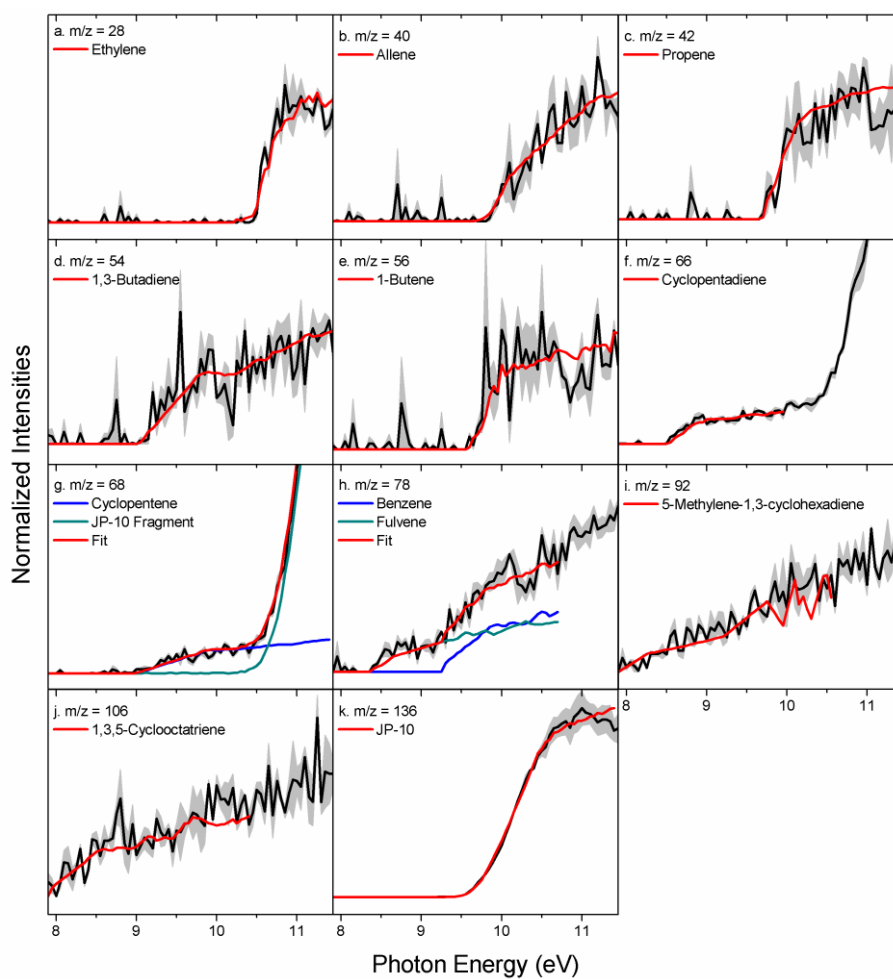 a. m/z = 28
Ethylene
b. m/z = 40
Allene
c. m/z = 42
Propene
d. m/z = 54
1,3-Butadiene
e. m/z = 56
1-Butene
f. m/z = 66
Cyclopentadiene
g. m/z = 68
Cyclopentene
JP-10 Fragment
Fit
h. m/z = 78
Benzene
Fulvene
Fit
i. m/z = 92
5-Methylene-1,3-cyclohexadiene
8 9 10 11
j. m/z = 106
1,3,5-Cyclooctatriene
k. m/z = 136
JP-10
8 9 10 11 8 9 10 11
Normalized Intensities
Photon Energy (eV)